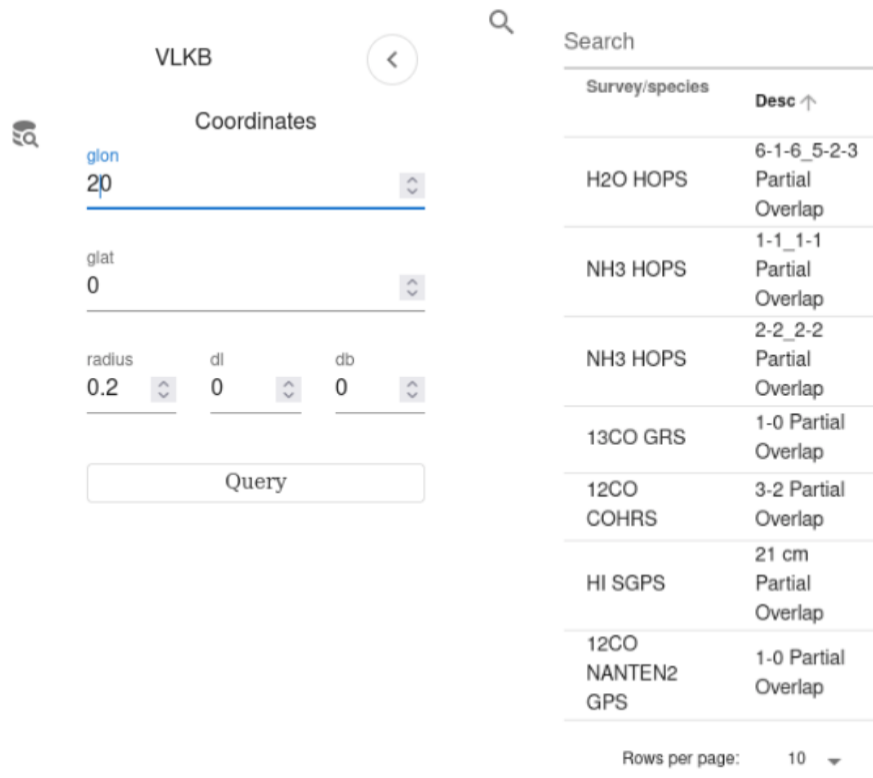 VLKB
Coordinates
glon
20
glat
0
radius dl db
0.2 0 0
Query
Search
Survey/species Desc
H2O HOPS
6-1-6_5-2-3
Partial
Overlap
NH3 HOPS
1-1_1-1
Partial
Overlap
NH3 HOPS
2-2_2-2
Partial
Overlap
13CO GRS
1-0 Partial
Overlap
12CO
COHRS
3-2 Partial
Overlap
HI SGPS
21 cm
Partial
Overlap
12CO
NANTEN2
GPS
1-0 Partial
Overlap
Rows per page: 10